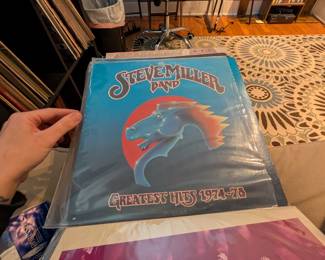 STEVE MILLER
BAND
GREATEST HITS 1974-78